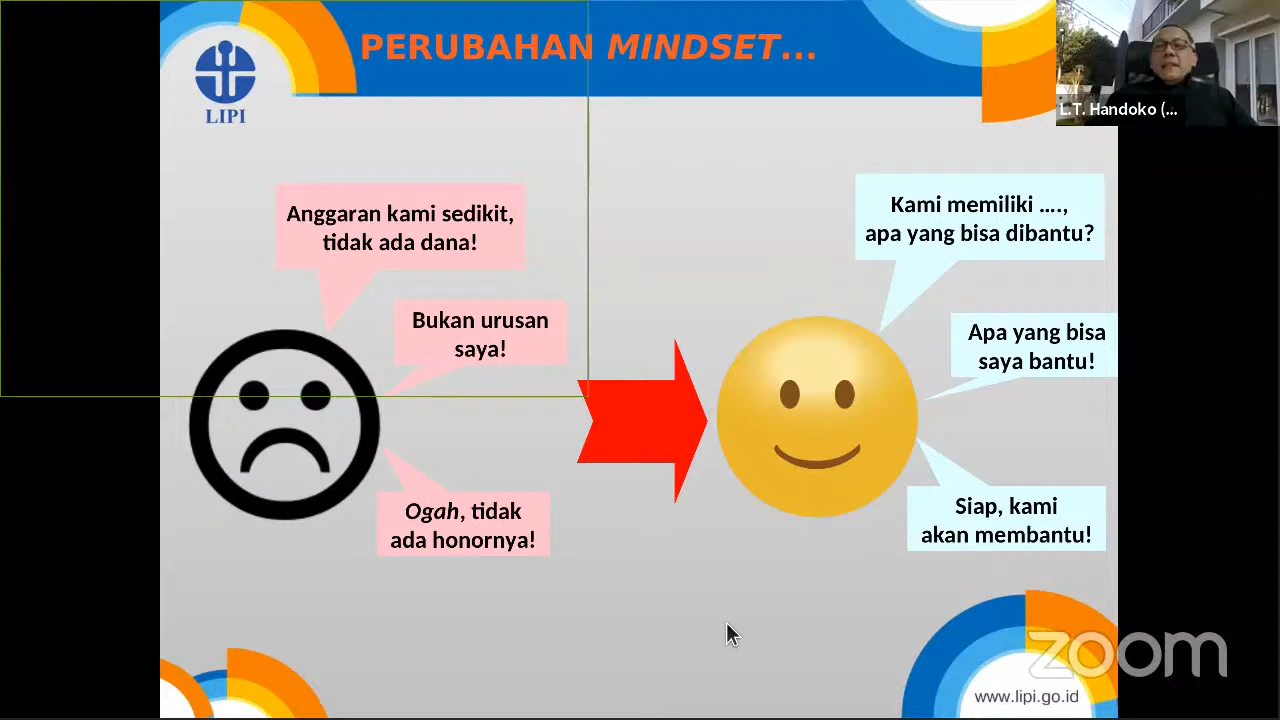 PERUBAHAN MINDSET...
LIPI
L.T. Handoko (...
Anggaran kami sedikit,
tidak ada dana!
Bukan urusan
saya!
Ogah, tidak
ada honornya!
Kami memiliki ....,
apa yang bisa dibantu?
Apa yang bisa
saya bantu!
Siap, kami
akan membantu!
zoom
www.lipi.go.id